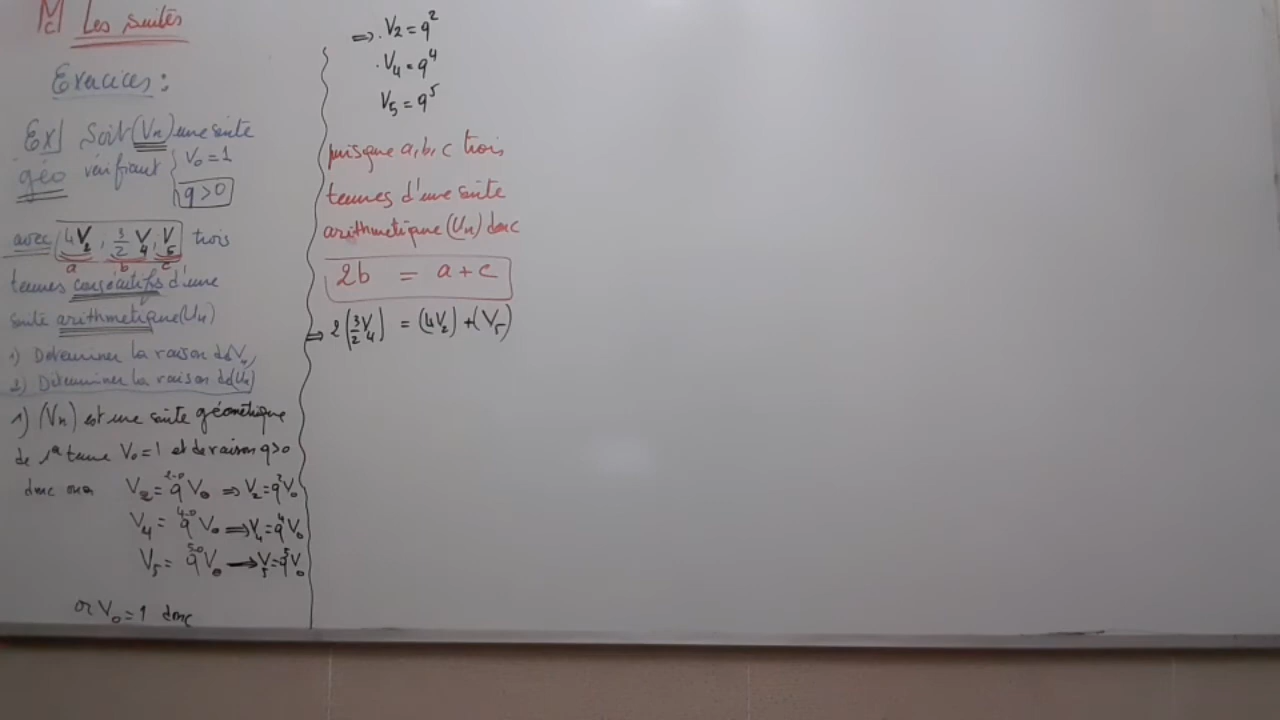 Mc Les suites
Exercices :
Ex1 Soit (Vn) une suite
géo vérifiant { V0 = 1
q > 0
avec 4V2 , 3/2 V4 , V5 trois
a b c
termes consécutifs d'une
suite arithmétique (Un)
1) Déterminer la raison de Vn
2) Déterminer la raison de (Un)
1) (Vn) est une suite géométique
de 1er terme V0 = 1 et de raison q>0
donc on a V2 = q^2-0 V0 ⇒ V2 = q^2 V0
V4 = q^4-0 V0 ⇒ V4 = q^4 V0
V5 = q^5-0 V0 → V5 = q^5 V0
or V0 = 1 donc
⇒ . V2 = q^2
. V4 = q^4
V5 = q^5
puisque a, b, c trois
termes d'une suite
arithmetique (Un) donc
2b = a + c
⇒ 2(3/2 V4) = (4V2) + (V5)